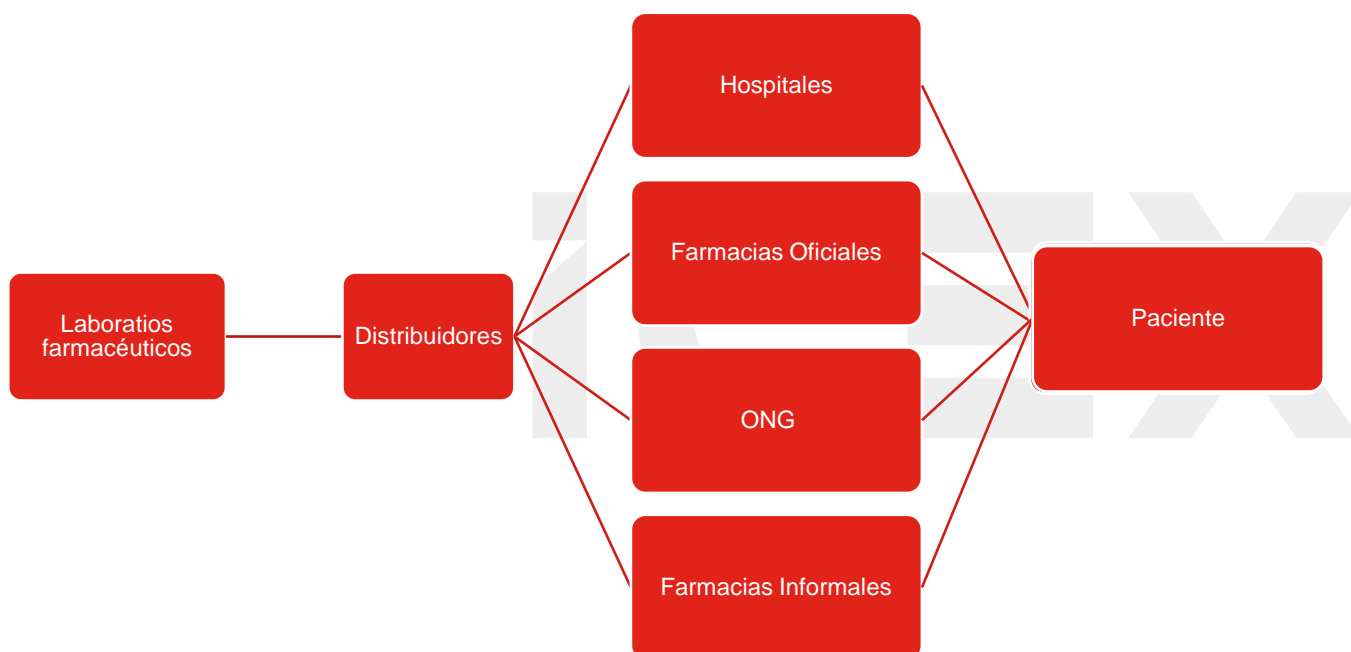 Hospitales
Farmacias Oficiales
Laboratios
farmacéuticos
Distribuidores
Paciente
ONG
Farmacias Informales